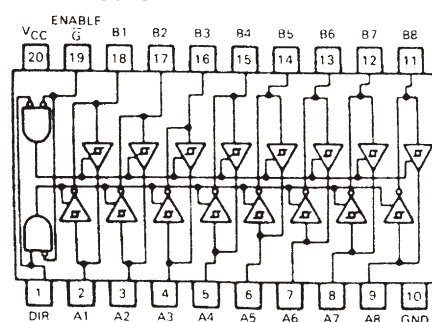 ENABLE
VCC G̅ B1 B2 B3 B4 B5 B6 B7 B8
20 19 18 17 16 15 14 13 12 11
1 2 3 4 5 6 7 8 9 10
DIR A1 A2 A3 A4 A5 A6 A7 A8 GND